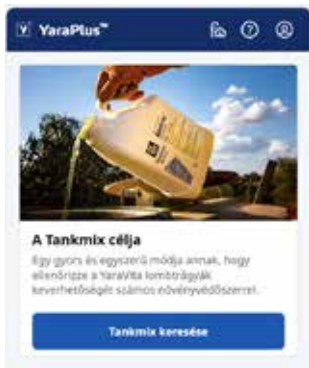 YaraPlus™
A Tankmix célja
Egy gyors és egyszerű módja annak, hogy
ellenőrizze a YaraVita lombtrágyák
keverhetőségét számos növényvédőszerrel.
Tankmix keresése